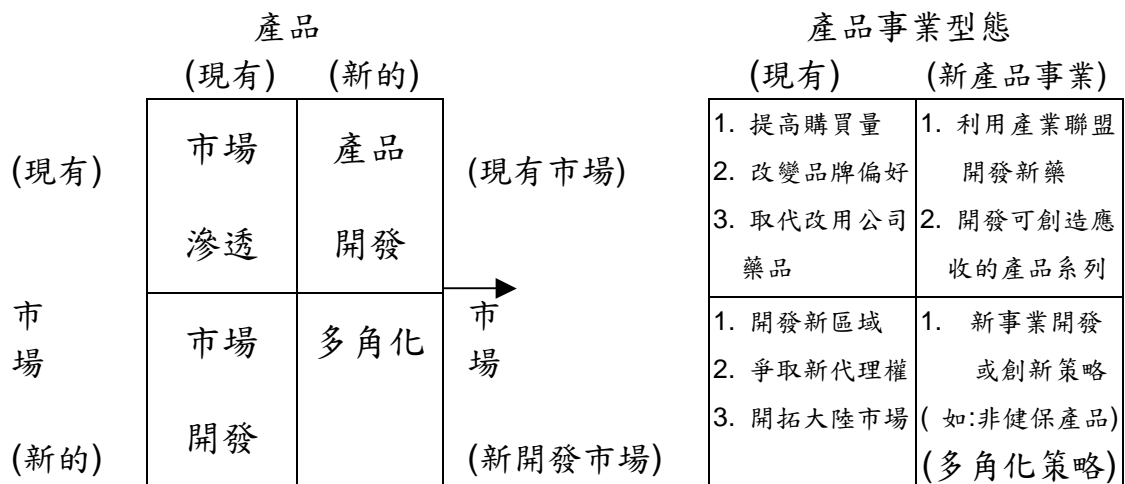 產品
(現有) (新的)
(現有)
市場
滲透
產品
開發
市
場
(新的)
市場
開發
多角化
產品事業型態
(現有) (新產品事業)
(現有市場)
1. 提高購買量
2. 改變品牌偏好
3. 取代改用公司
藥品
1. 利用產業聯盟
開發新藥
2. 開發可創造應
收的產品系列
市
場
(新開發市場)
1. 開發新區域
2. 爭取新代理權
3. 開拓大陸市場
1. 新事業開發
或創新策略
( 如:非健保產品)
(多角化策略)